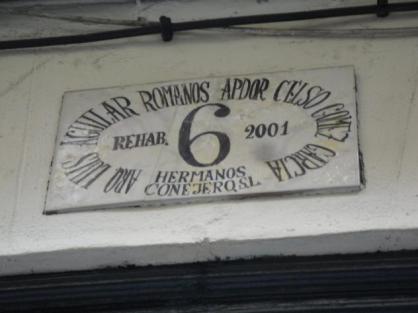 ARQ. LUIS AGUILAR ROMANOS APDOR CELSO GOMEZ GARCIA
REHAB. 6 2001
HERMANOS
CONEJERO, S.L.